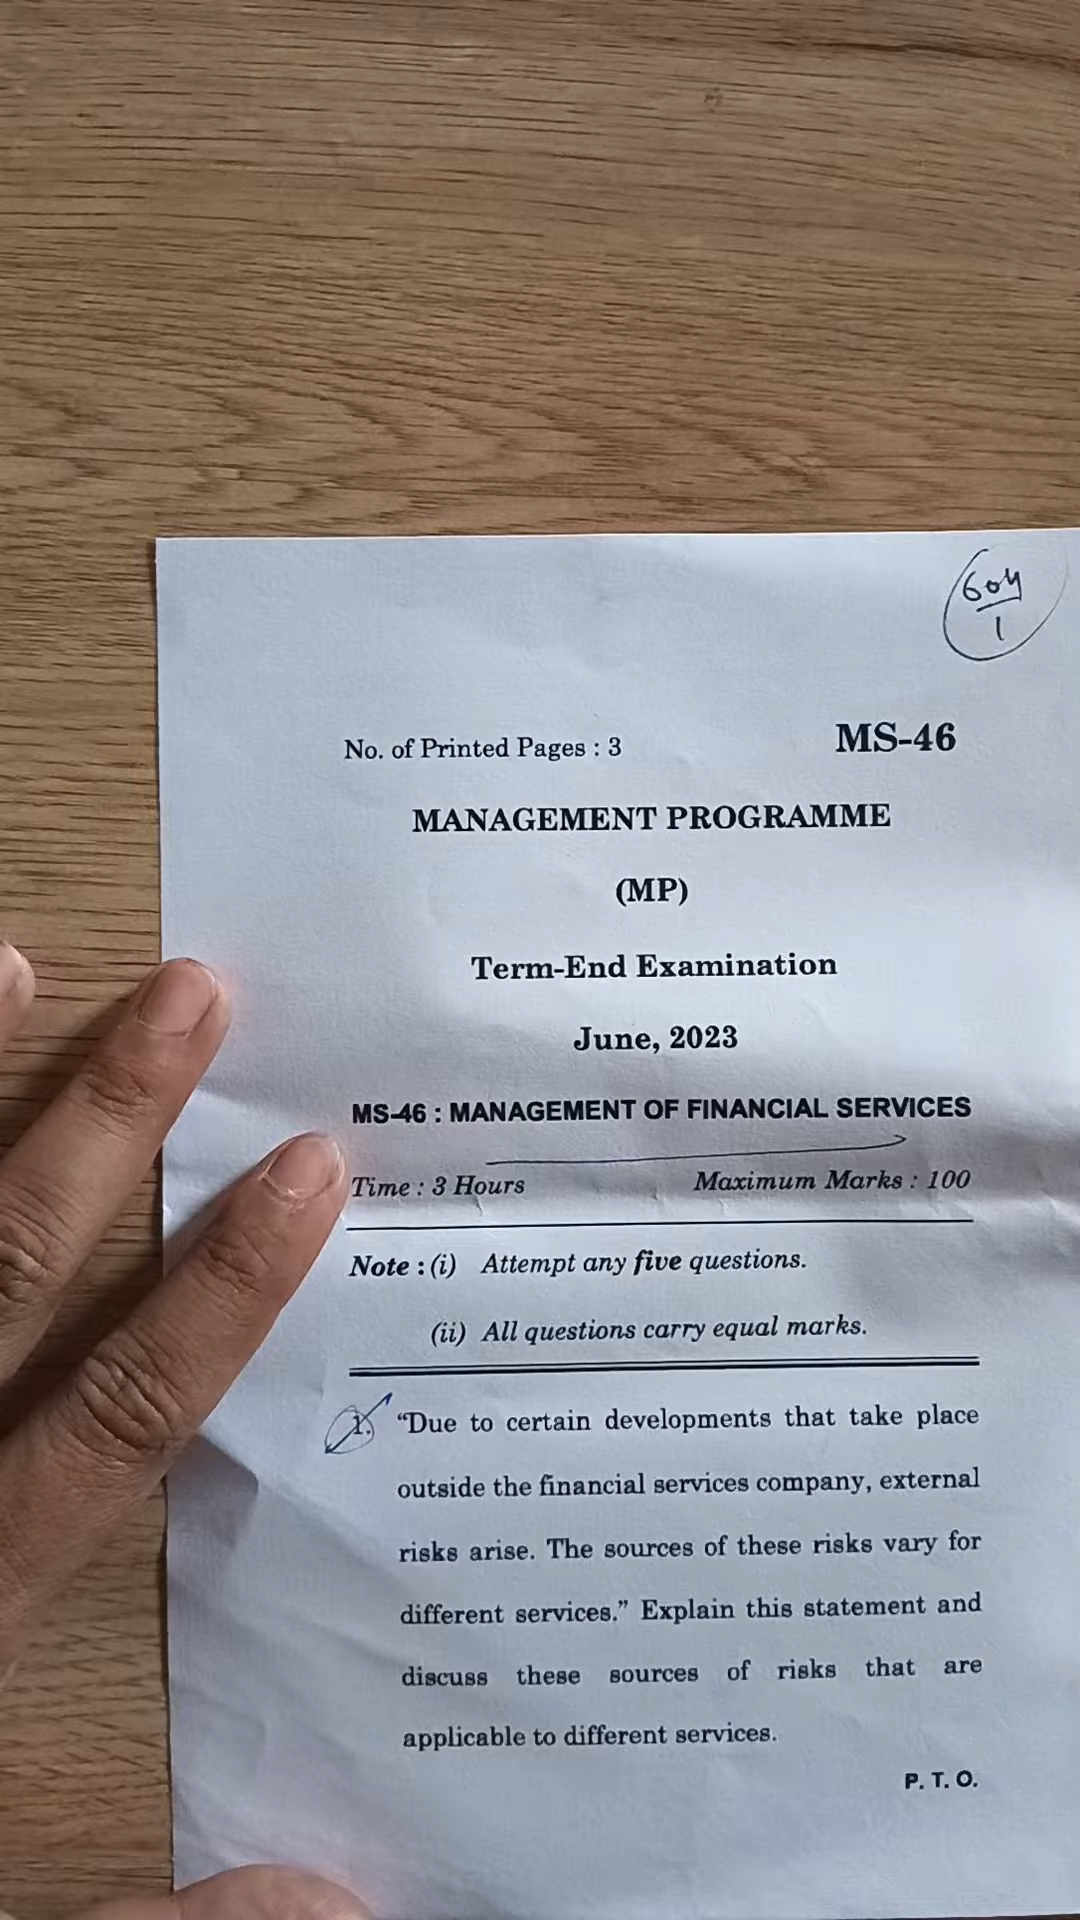 604
1
No. of Printed Pages : 3 MS-46
MANAGEMENT PROGRAMME
(MP)
Term-End Examination
June, 2023
MS-46 : MANAGEMENT OF FINANCIAL SERVICES
Time : 3 Hours Maximum Marks : 100
Note : (i) Attempt any five questions.
(ii) All questions carry equal marks.
1. “Due to certain developments that take place
outside the financial services company, external
risks arise. The sources of these risks vary for
different services.” Explain this statement and
discuss these sources of risks that are
applicable to different services.
P. T. O.